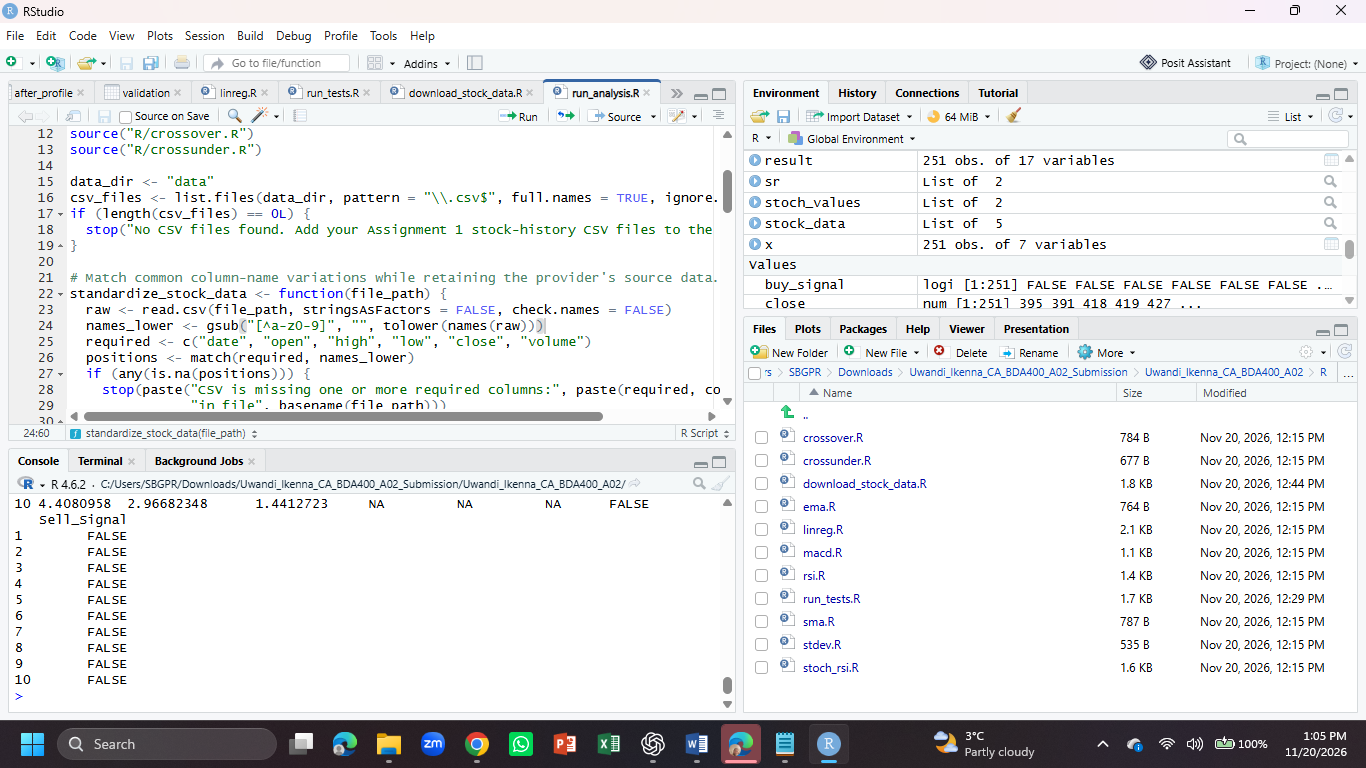 RStudio
File Edit Code View Plots Session Build Debug Profile Tools Help
Go to file/function
Addins
Posit Assistant
Project: (None)
after_profile
validation
linreg.R
run_tests.R
download_stock_data.R
run_analysis.R
Source on Save
Run
Source
12 source("R/crossover.R")
13 source("R/crossunder.R")
14
15 data_dir <- "data"
16 csv_files <- list.files(data_dir, pattern = "\\.csv$", full.names = TRUE, ignore.
17 if (length(csv_files) == 0L) {
18 stop("No CSV files found. Add your Assignment 1 stock-history CSV files to the
19 }
20
21 # Match common column-name variations while retaining the provider's source data.
22 standardize_stock_data <- function(file_path) {
23 raw <- read.csv(file_path, stringsAsFactors = FALSE, check.names = FALSE)
24 names_lower <- gsub("[^a-z0-9]", "", tolower(names(raw)))
25 required <- c("date", "open", "high", "low", "close", "volume")
26 positions <- match(required, names_lower)
27 if (any(is.na(positions))) {
28 stop(paste("CSV is missing one or more required columns:", paste(required, co
29 "in file", basename(file_path)))
30
24:60 standardize_stock_data(file_path) R Script
Console Terminal Background Jobs
R 4.6.2 · C:/Users/SBGPR/Downloads/Uwandi_Ikenna_CA_BDA400_A02_Submission/Uwandi_Ikenna_CA_BDA400_A02/
10 4.4080958 2.96682348 1.4412723 NA NA NA FALSE
Sell_Signal
1 FALSE
2 FALSE
3 FALSE
4 FALSE
5 FALSE
6 FALSE
7 FALSE
8 FALSE
9 FALSE
10 FALSE
>
Environment History Connections Tutorial
Import Dataset 64 MiB List
R Global Environment
result 251 obs. of 17 variables
sr List of 2
stoch_values List of 2
stock_data List of 5
x 251 obs. of 7 variables
Values
buy_signal logi [1:251] FALSE FALSE FALSE FALSE FALSE FALSE ...
close num [1:251] 395 391 418 419 427 ...
Files Plots Packages Help Viewer Presentation
New Folder New File Delete Rename More
rs SBGPR Downloads Uwandi_Ikenna_CA_BDA400_A02_Submission Uwandi_Ikenna_CA_BDA400_A02 R ...
Name Size Modified
..
crossover.R 784 B Nov 20, 2026, 12:15 PM
crossunder.R 677 B Nov 20, 2026, 12:15 PM
download_stock_data.R 1.8 KB Nov 20, 2026, 12:44 PM
ema.R 764 B Nov 20, 2026, 12:15 PM
linreg.R 2.1 KB Nov 20, 2026, 12:15 PM
macd.R 1.1 KB Nov 20, 2026, 12:15 PM
rsi.R 1.4 KB Nov 20, 2026, 12:15 PM
run_tests.R 1.7 KB Nov 20, 2026, 12:29 PM
sma.R 787 B Nov 20, 2026, 12:15 PM
stdev.R 535 B Nov 20, 2026, 12:15 PM
stoch_rsi.R 1.6 KB Nov 20, 2026, 12:15 PM
Search
zm
3°C
Partly cloudy
100%
1:05 PM
11/20/2026